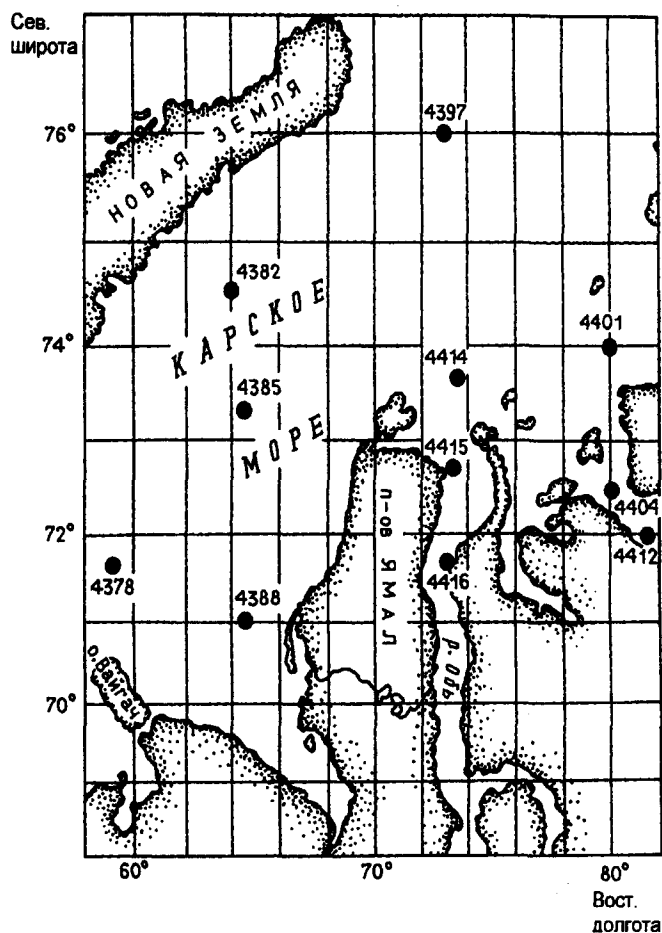 Сев.
широта
НОВАЯ ЗЕМЛЯ
4397
76°
4382
КАРСКОЕ
4401
74°
4414
4385
МОРЕ
4415
п-ов ЯМАЛ
4404
72°
4412
4378
4416
4388
р. Обь
о. Вайгач
70°
60°
70°
80°
Вост.
долгота